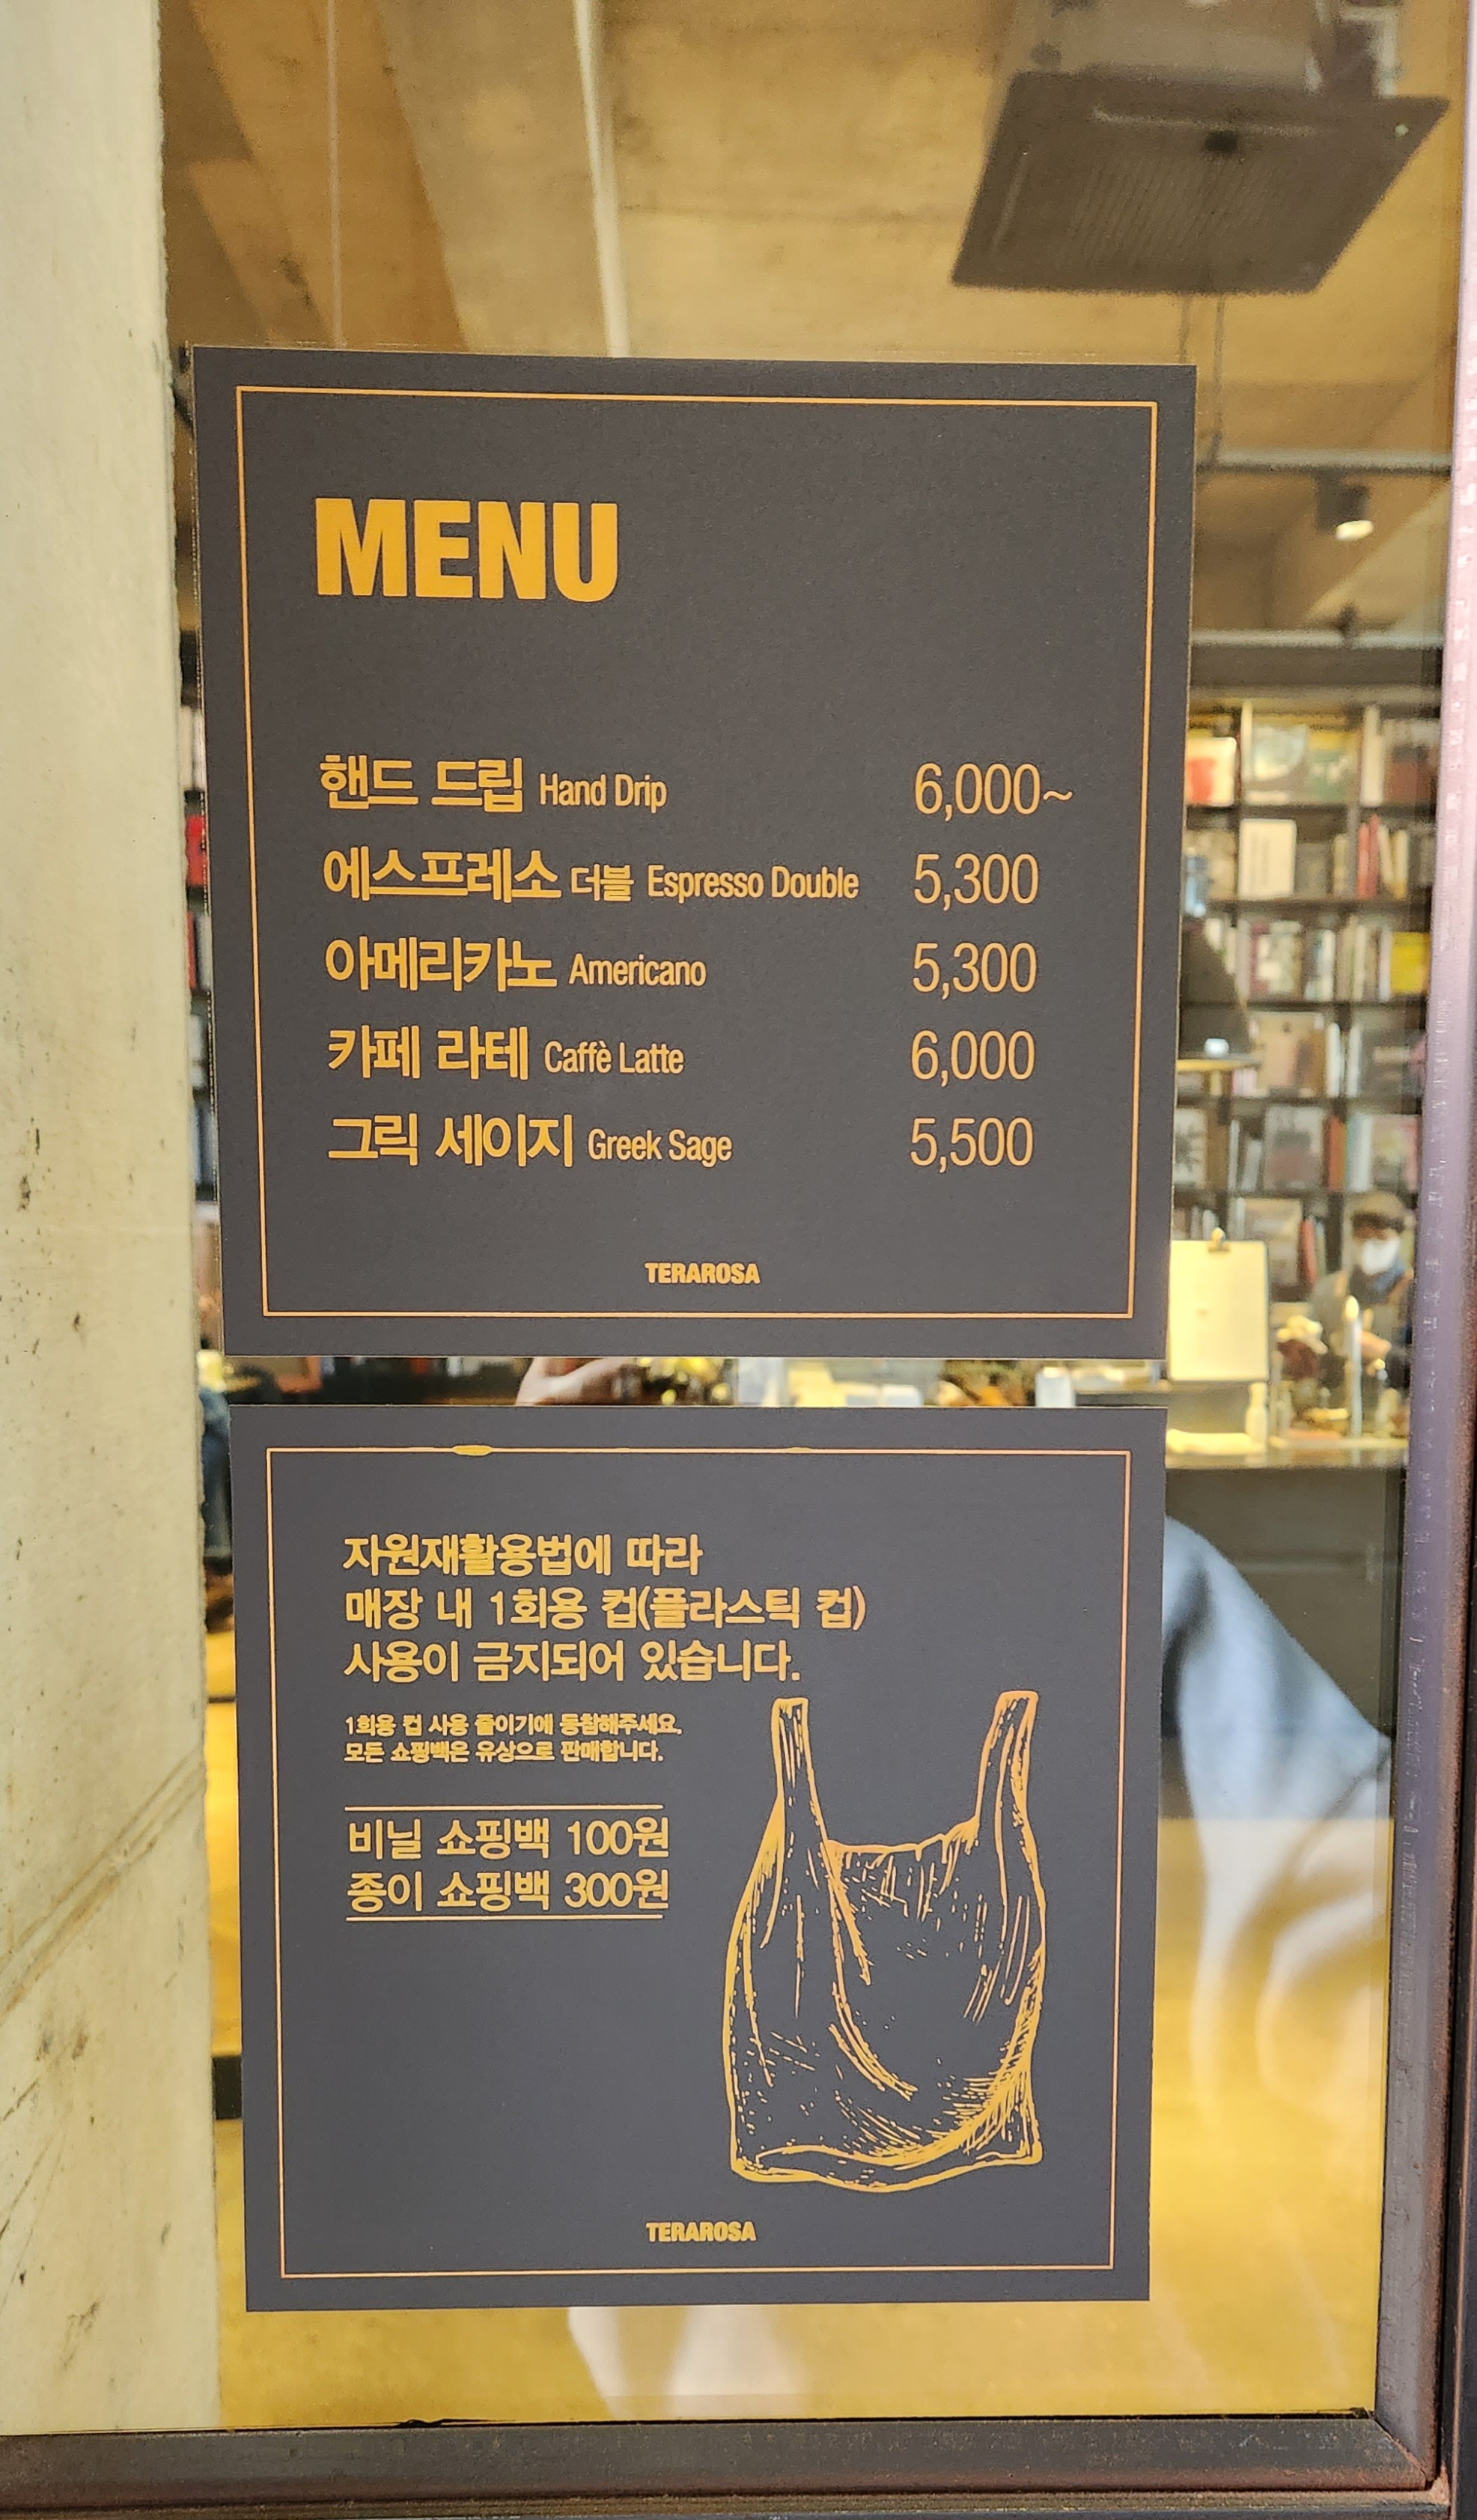 MENU
핸드 드립 Hand Drip 6,000~
에스프레소 더블 Espresso Double 5,300
아메리카노 Americano 5,300
카페 라테 Caffè Latte 6,000
그릭 세이지 Greek Sage 5,500
TERAROSA
자원재활용법에 따라
매장 내 1회용 컵(플라스틱 컵)
사용이 금지되어 있습니다.
1회용 컵 사용 줄이기에 동참해주세요.
모든 쇼핑백은 유상으로 판매합니다.
비닐 쇼핑백 100원
종이 쇼핑백 300원
TERAROSA